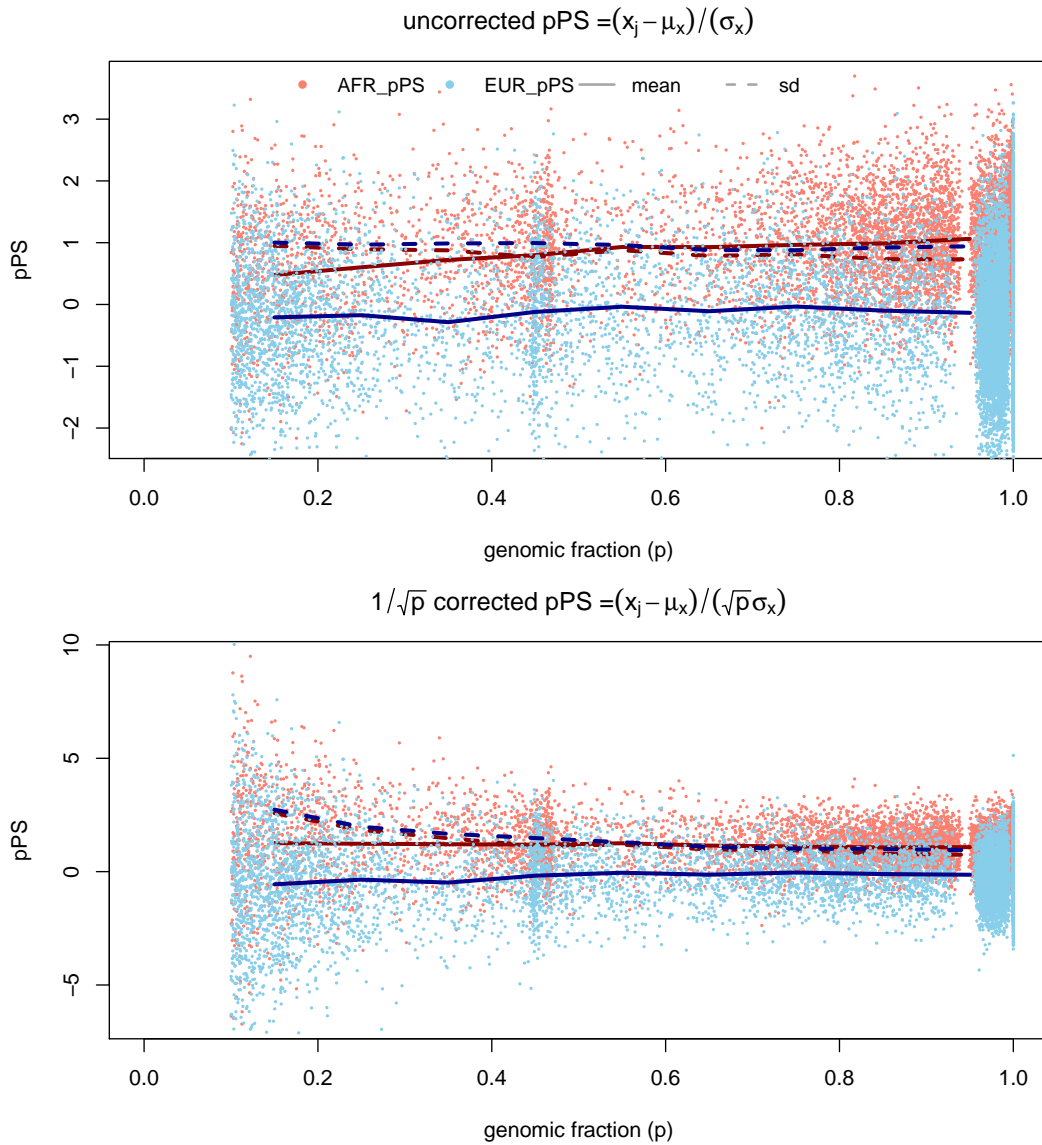 uncorrected pPS =(xⱼ − μₓ)/(σₓ)
AFR_pPS EUR_pPS mean sd
pPS
3
2
1
0
−1
−2
0.0 0.2 0.4 0.6 0.8 1.0
genomic fraction (p)
1/√p corrected pPS =(xⱼ − μₓ)/(√pσₓ)
pPS
10
5
0
−5
0.0 0.2 0.4 0.6 0.8 1.0
genomic fraction (p)